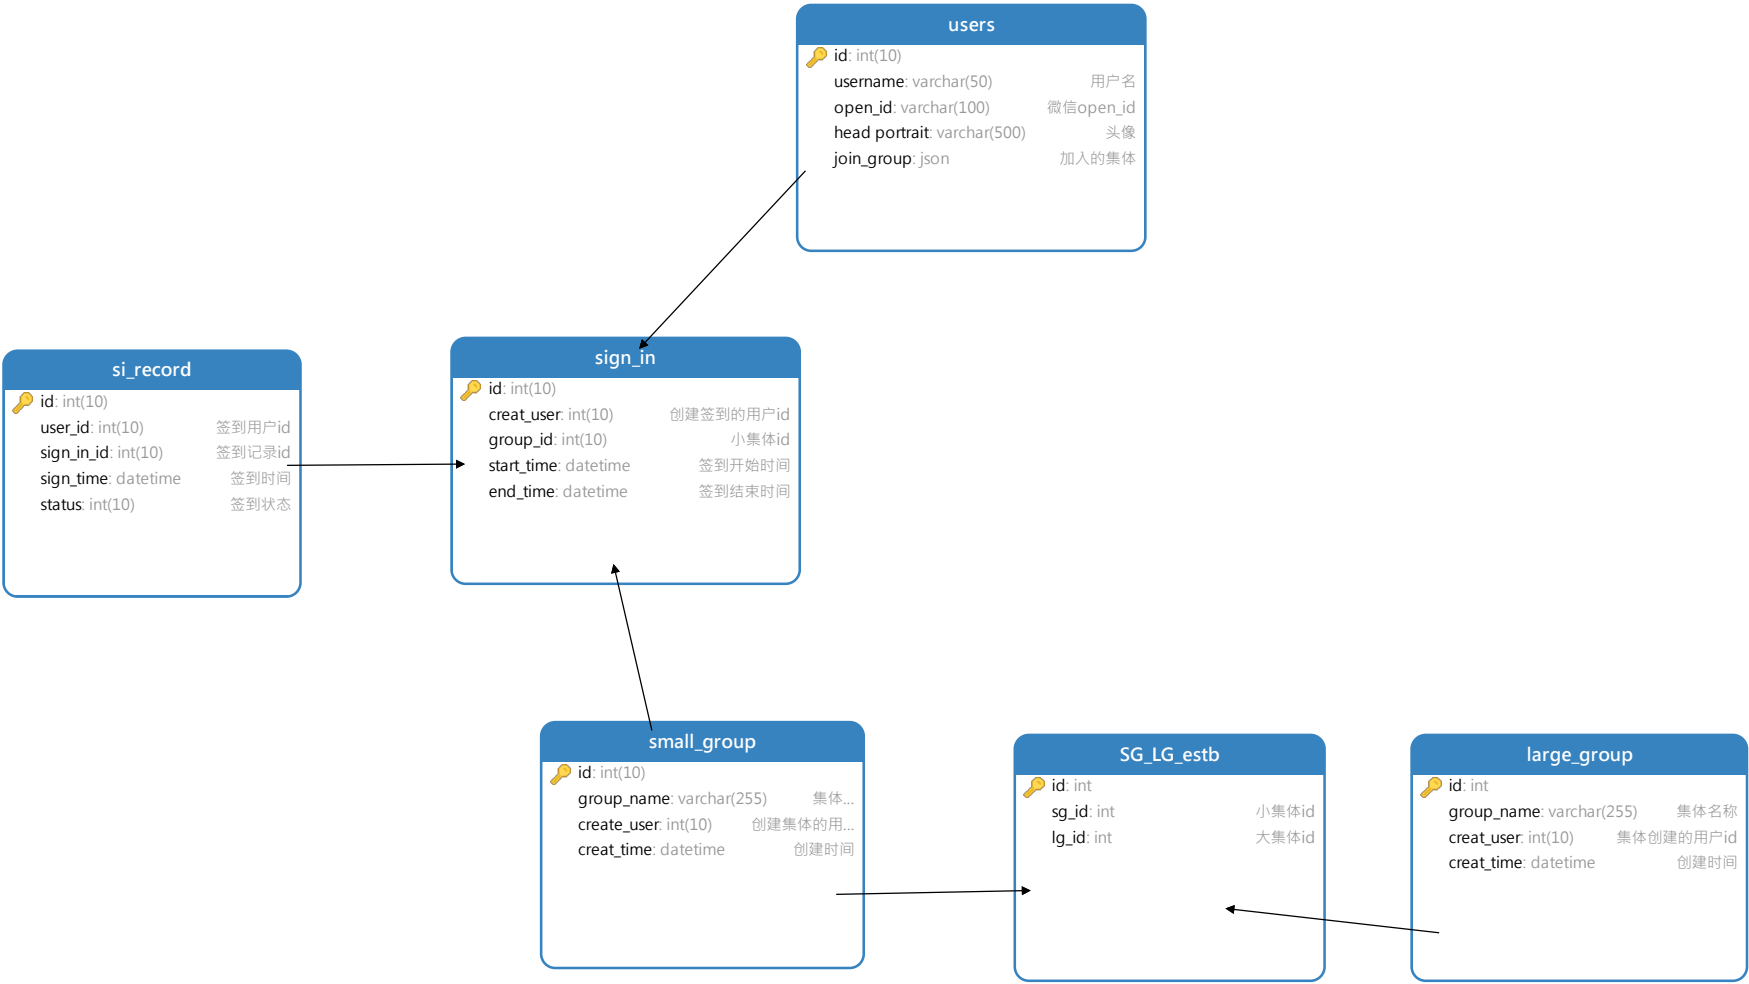 users
id: int(10)
username: varchar(50) 用户名
open_id: varchar(100) 微信open_id
head portrait: varchar(500) 头像
join_group: json 加入的集体
si_record
id: int(10)
user_id: int(10) 签到用户id
sign_in_id: int(10) 签到记录id
sign_time: datetime 签到时间
status: int(10) 签到状态
sign_in
id: int(10)
creat_user: int(10) 创建签到的用户id
group_id: int(10) 小集体id
start_time: datetime 签到开始时间
end_time: datetime 签到结束时间
small_group
id: int(10)
group_name: varchar(255) 集体...
create_user: int(10) 创建集体的用...
creat_time: datetime 创建时间
SG_LG_estb
id: int
sg_id: int 小集体id
lg_id: int 大集体id
large_group
id: int
group_name: varchar(255) 集体名称
creat_user: int(10) 集体创建的用户id
creat_time: datetime 创建时间